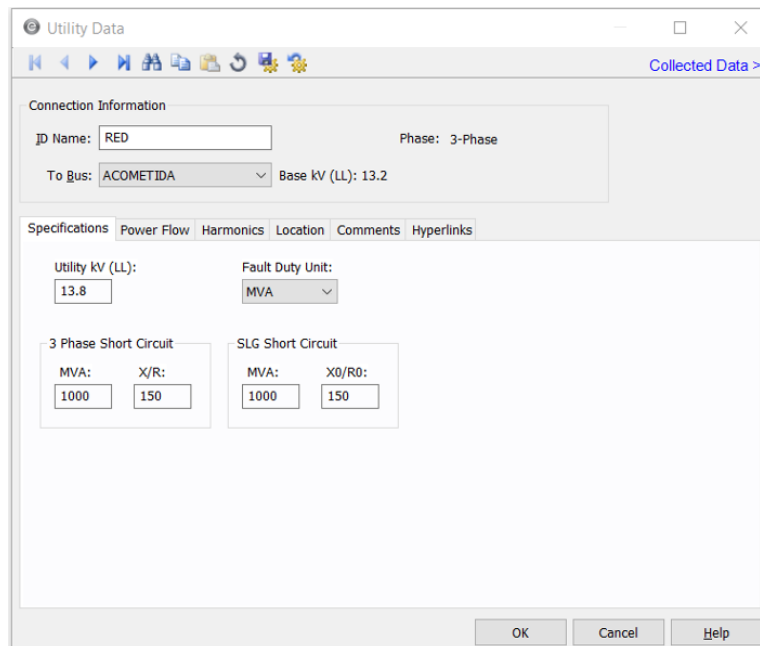 Utility Data
Collected Data >
Connection Information
ID Name: RED Phase: 3-Phase
To Bus: ACOMETIDA Base kV (LL): 13.2
Specifications Power Flow Harmonics Location Comments Hyperlinks
Utility kV (LL): Fault Duty Unit:
13.8 MVA
3 Phase Short Circuit SLG Short Circuit
MVA: X/R: MVA: X0/R0:
1000 150 1000 150
OK Cancel Help